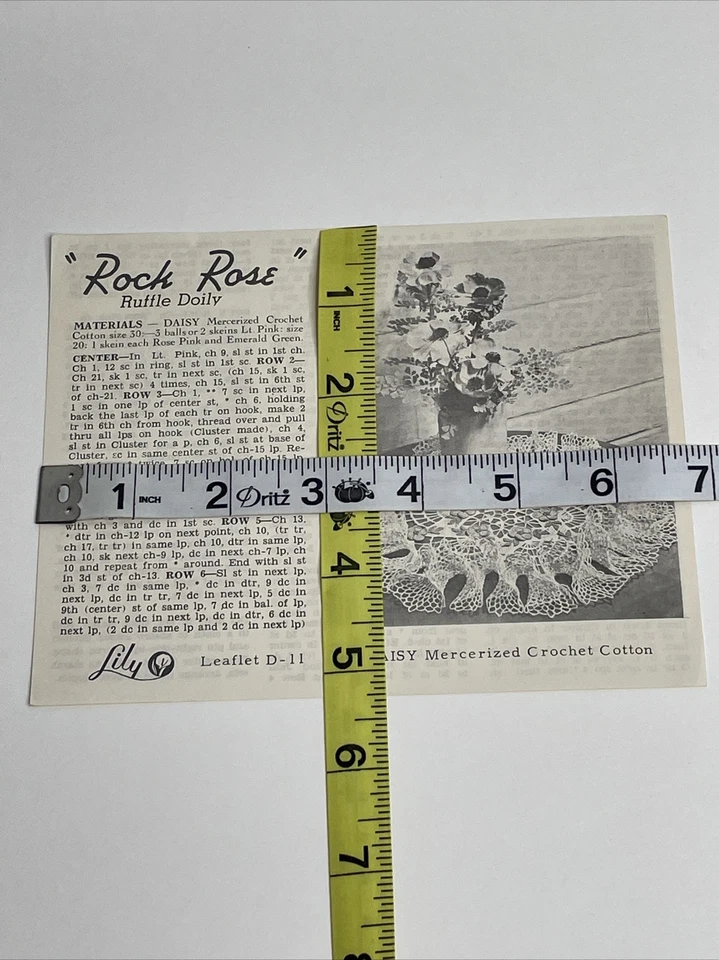 "Rock Rose"
Ruffle Doily
MATERIALS — DAISY Mercerized Crochet
Cotton size 30:—3 balls or 2 skeins Lt Pink: size
20: 1 skein each Rose Pink and Emerald Green.
CENTER—In Lt. Pink, ch 9, sl st in 1st ch.
Ch 1, 12 sc in ring, sl st in 1st sc. ROW 2—
Ch 21, sk 1 sc, tr in next sc, (ch 15, sk 1 sc,
tr in next sc) 4 times, ch 15, sl st in 6th st
of ch-21. ROW 3—Ch 1, ** 7 sc in next lp,
1 sc in one lp of center st, * ch 6, holding
back the last lp of each tr on hook, make 2
tr in 6th ch from hook, thread over and pull
thru all lps on hook (Cluster made), ch 4,
sl st in Cluster for a p, ch 6, sl st at base of
Cluster, sc in same center st of ch-15 lp. Re-
with ch 3 and dc in 1st sc. ROW 5—Ch 13,
* dtr in ch-12 lp on next point, ch 10, (tr tr,
ch 17, tr tr) in same lp, ch 10, dtr in same lp,
ch 10, sk next ch-9 lp, dc in next ch-7 lp, ch
10 and repeat from * around. End with sl st
in 3d st of ch-13. ROW 6—Sl st in next lp,
ch 3, 7 dc in same lp, * dc in dtr, 9 dc in
next lp, dc in tr tr, 7 dc in next lp, 5 dc in
9th (center) st of same lp, 7 dc in bal. of lp,
dc in tr tr, 9 dc in next lp, dc in dtr, 6 dc in
next lp, (2 dc in same lp and 2 dc in next lp)
Lily
Leaflet D-11
AISY Mercerized Crochet Cotton
1 INCH 2 Dritz 3 4 5 6 7
1 INCH 2 Dritz 4 5 6 7 8